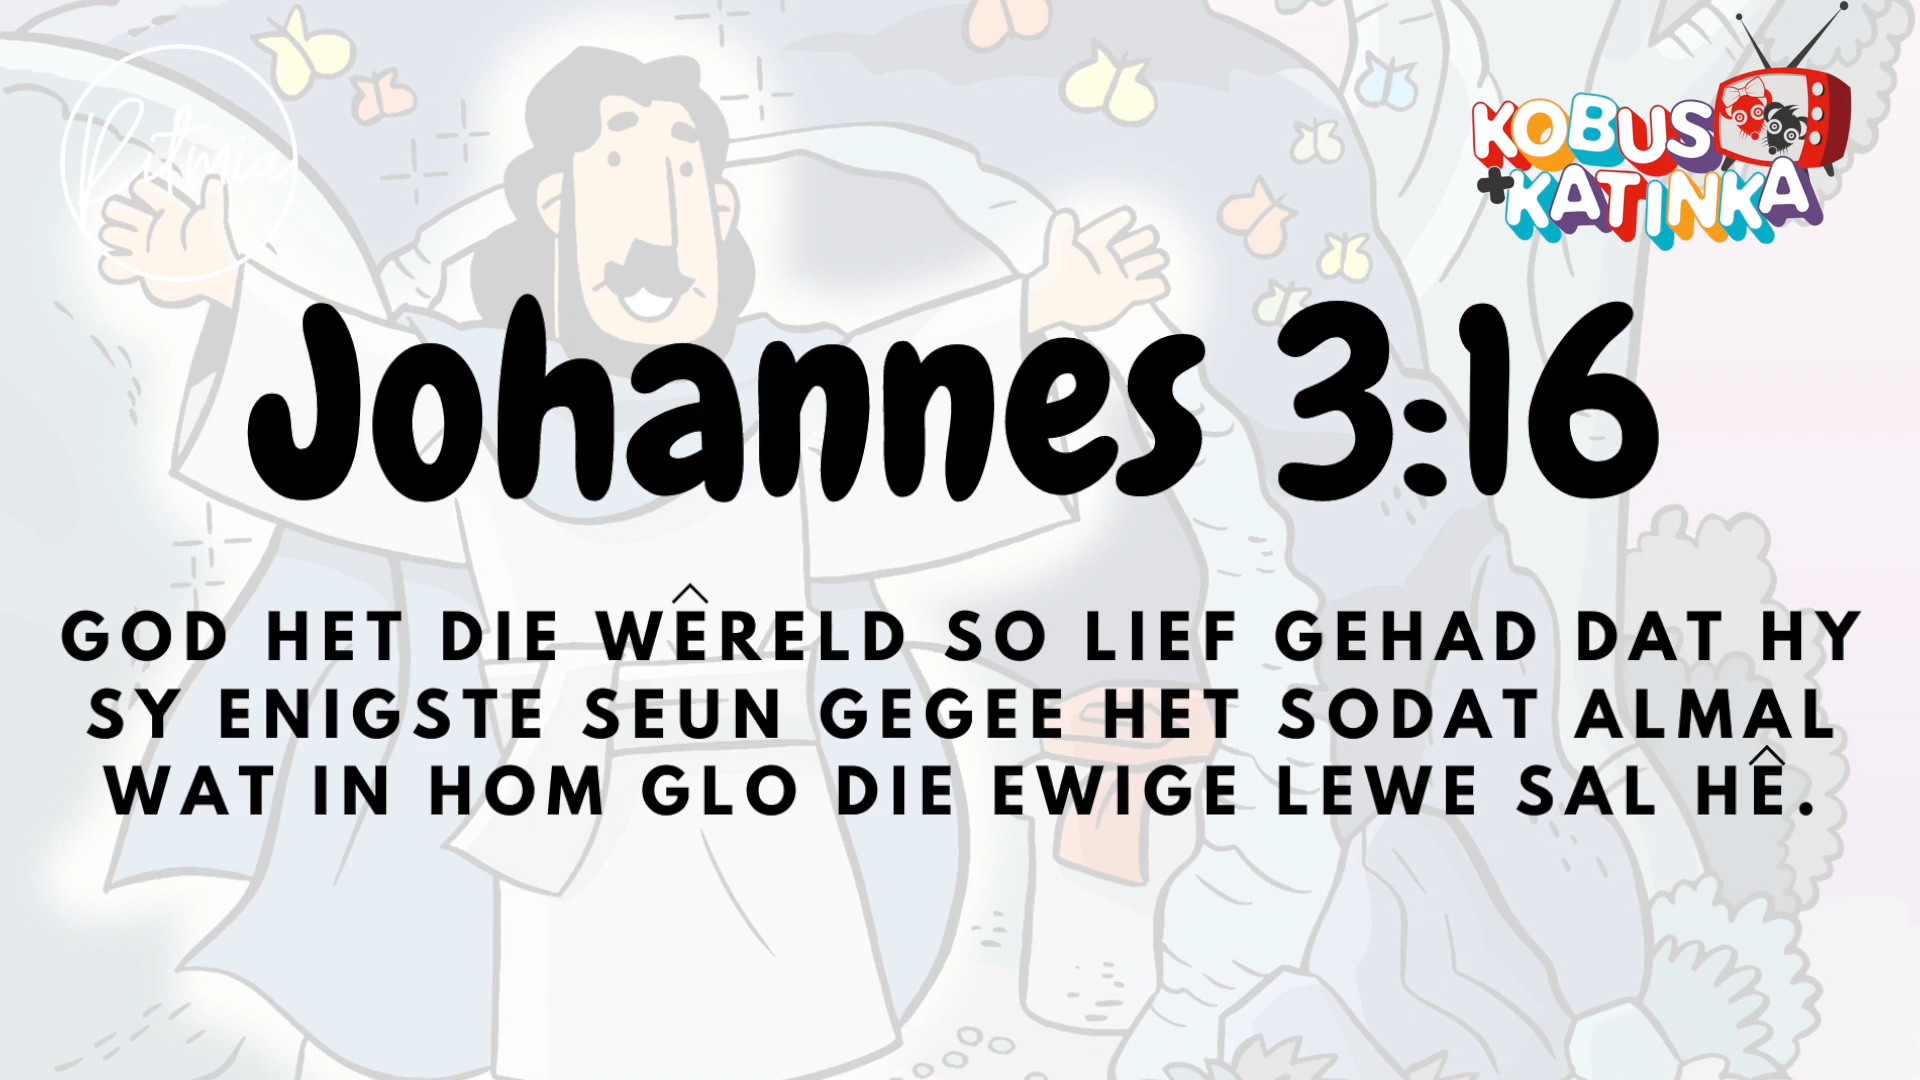 Ritmia
KOBUS
+KATINKA
Johannes 3:16
GOD HET DIE WÊRELD SO LIEF GEHAD DAT HY
SY ENIGSTE SEUN GEGEE HET SODAT ALMAL
WAT IN HOM GLO DIE EWIGE LEWE SAL HÊ.